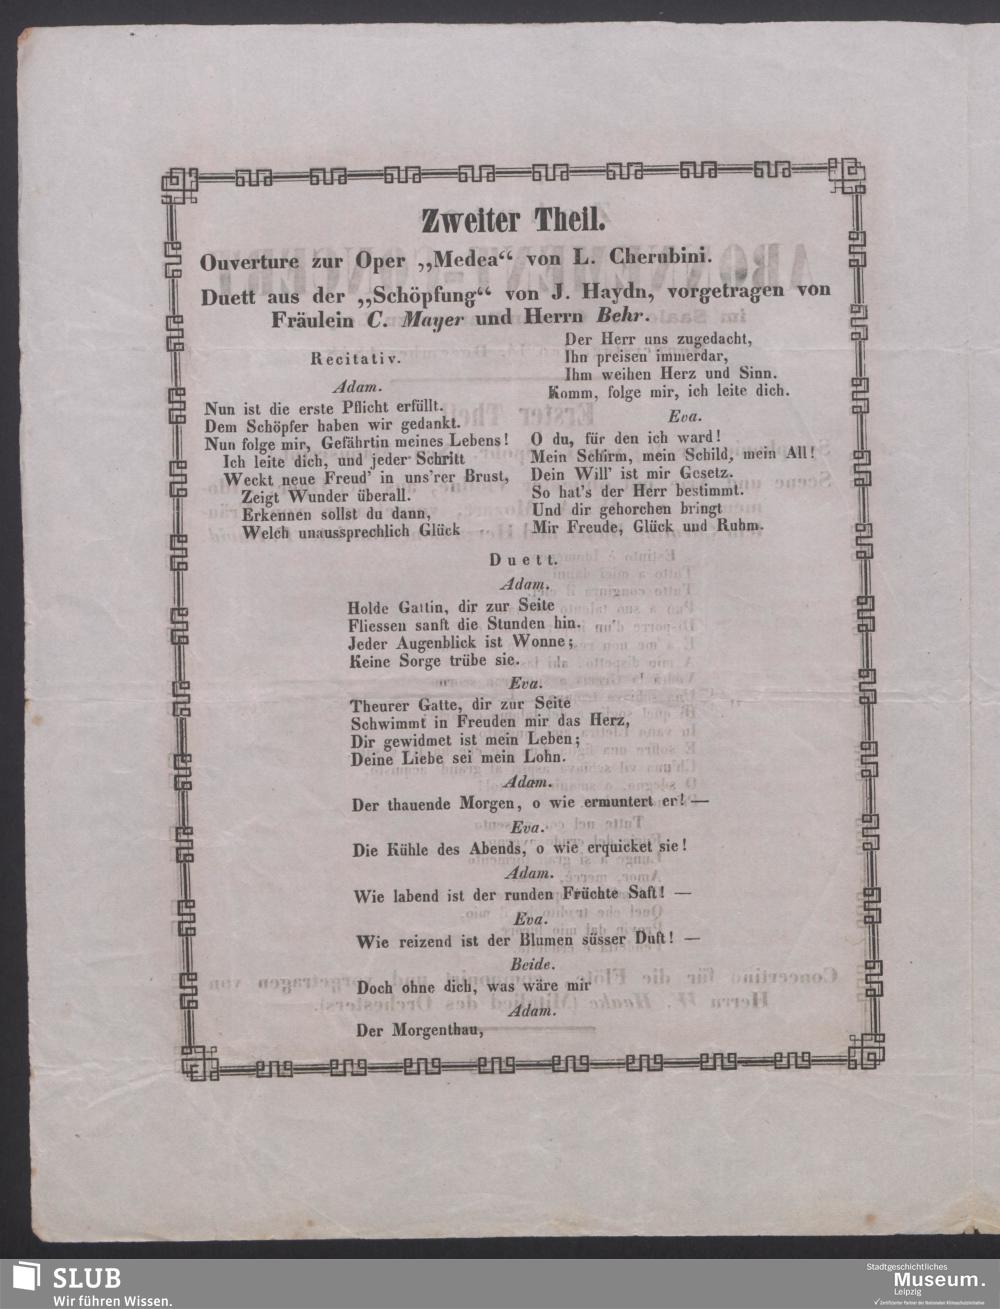 Zweiter Theil.
Ouverture zur Oper „Medea“ von L. Cherubini.
Duett aus der „Schöpfung“ von J. Haydn, vorgetragen von
Fräulein C. Mayer und Herrn Behr.
Recitativ.
Adam.
Nun ist die erste Pflicht erfüllt.
Dem Schöpfer haben wir gedankt.
Nun folge mir, Gefährtin meines Lebens!
Ich leite dich, und jeder Schritt
Weckt neue Freud' in uns'rer Brust,
Zeigt Wunder überall.
Erkennen sollst du dann,
Welch unaussprechlich Glück
Der Herr uns zugedacht,
Ihn preisen immerdar,
Ihm weihen Herz und Sinn.
Komm, folge mir, ich leite dich.
Eva.
O du, für den ich ward!
Mein Schirm, mein Schild, mein All!
Dein Will' ist mir Gesetz.
So hat's der Herr bestimmt.
Und dir gehorchen bringt
Mir Freude, Glück und Ruhm.
Duett.
Adam.
Holde Gattin, dir zur Seite
Fliessen sanft die Stunden hin.
Jeder Augenblick ist Wonne;
Keine Sorge trübe sie.
Eva.
Theurer Gatte, dir zur Seite
Schwimmt in Freuden mir das Herz,
Dir gewidmet ist mein Leben;
Deine Liebe sei mein Lohn.
Adam.
Der thauende Morgen, o wie ermuntert er! —
Eva.
Die Kühle des Abends, o wie erquicket sie!
Adam.
Wie labend ist der runden Früchte Saft! —
Eva.
Wie reizend ist der Blumen süsser Duft! —
Beide.
Doch ohne dich, was wäre mir
Adam.
Der Morgenthau,
SLUB
Wir führen Wissen.
Stadtgeschichtliches
Museum.
Leipzig
Zertifizierter Partner der Nationalen Klimaschutzinitiative